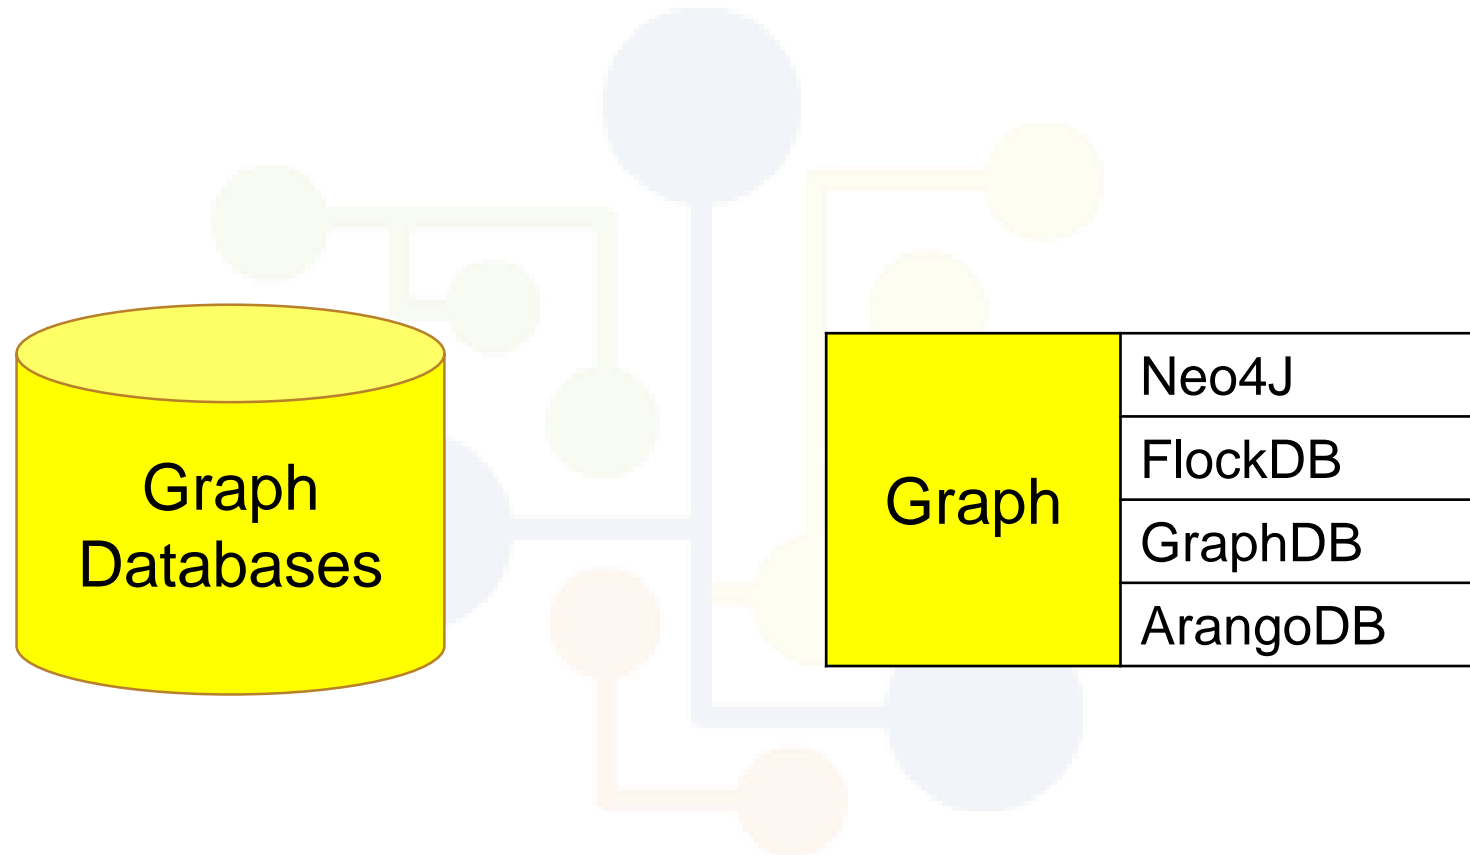 Graph
Databases
Graph
Neo4J
FlockDB
GraphDB
ArangoDB